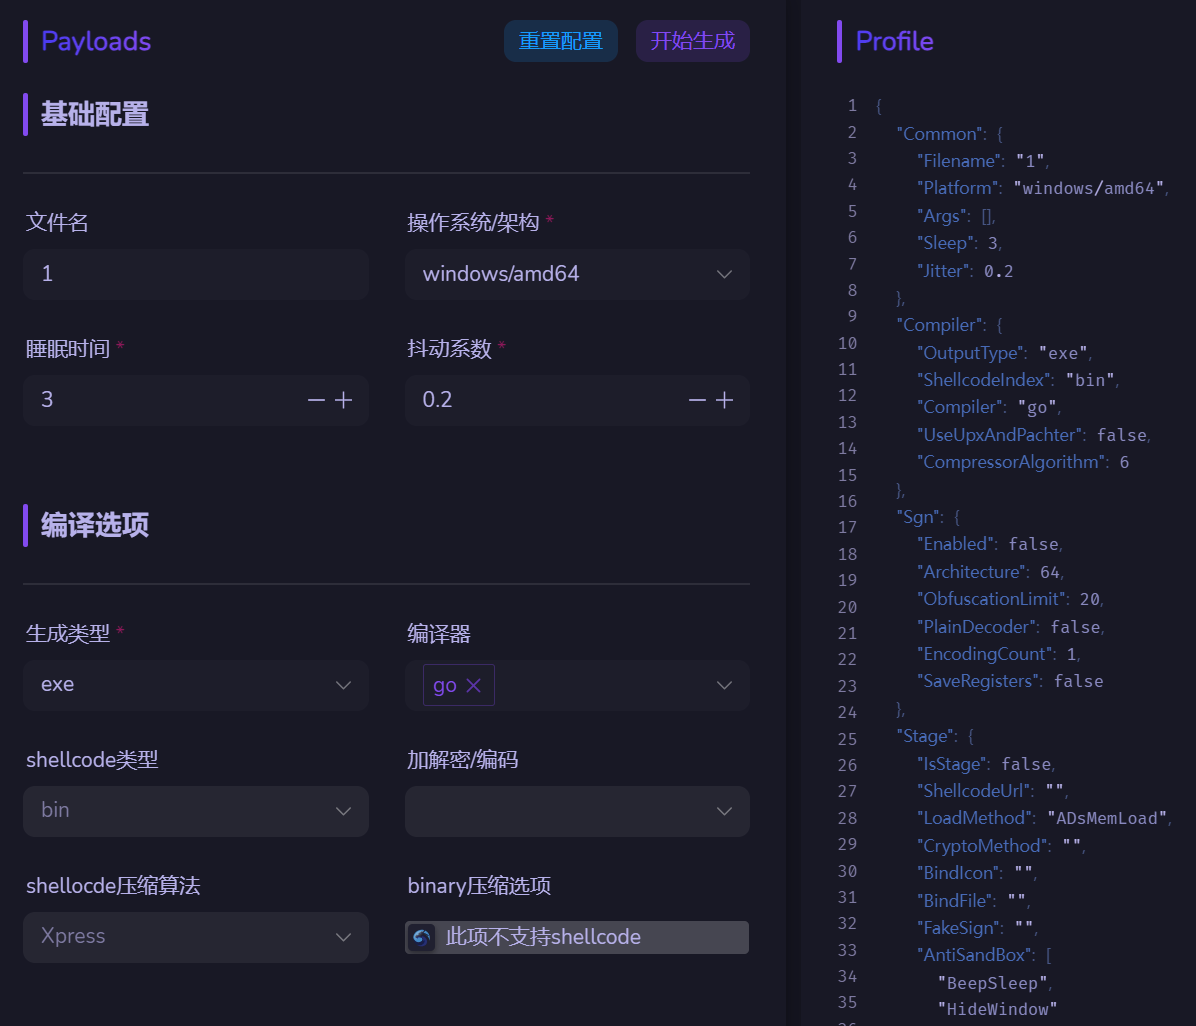 Payloads
重置配置
开始生成
基础配置
文件名
操作系统/架构 *
1
windows/amd64
睡眠时间 *
抖动系数 *
3
0.2
编译选项
生成类型 *
编译器
exe
go
shellcode类型
加解密/编码
bin
shellocde压缩算法
binary压缩选项
Xpress
此项不支持shellcode
Profile
1 {
2 "Common": {
3 "Filename": "1",
4 "Platform": "windows/amd64",
5 "Args": [],
6 "Sleep": 3,
7 "Jitter": 0.2
8 },
9 "Compiler": {
10 "OutputType": "exe",
11 "ShellcodeIndex": "bin",
12 "Compiler": "go",
13 "UseUpxAndPachter": false,
14 "CompressorAlgorithm": 6
15 },
16 "Sgn": {
17 "Enabled": false,
18 "Architecture": 64,
19 "ObfuscationLimit": 20,
20 "PlainDecoder": false,
21 "EncodingCount": 1,
22 "SaveRegisters": false
23 },
24 "Stage": {
25 "IsStage": false,
26 "ShellcodeUrl": "",
27 "LoadMethod": "ADsMemLoad",
28 "CryptoMethod": "",
29 "BindIcon": "",
30 "BindFile": "",
31 "FakeSign": "",
32 "AntiSandBox": [
33 "BeepSleep",
34 "HideWindow"
35